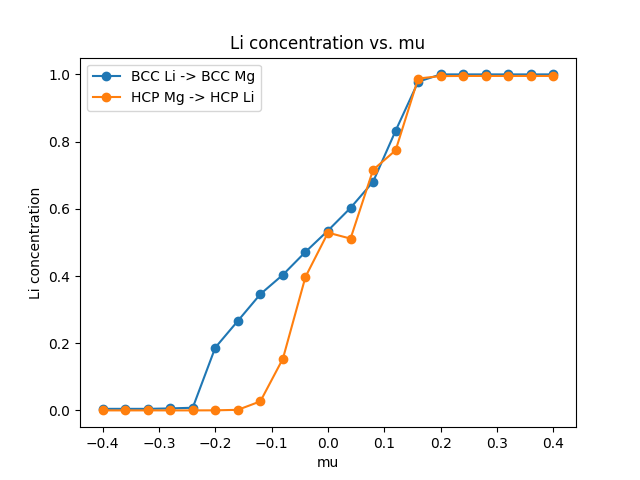 Li concentration vs. mu
BCC Li -> BCC Mg
HCP Mg -> HCP Li
Li concentration
1.0
0.8
0.6
0.4
0.2
0.0
−0.4 −0.3 −0.2 −0.1 0.0 0.1 0.2 0.3 0.4
mu